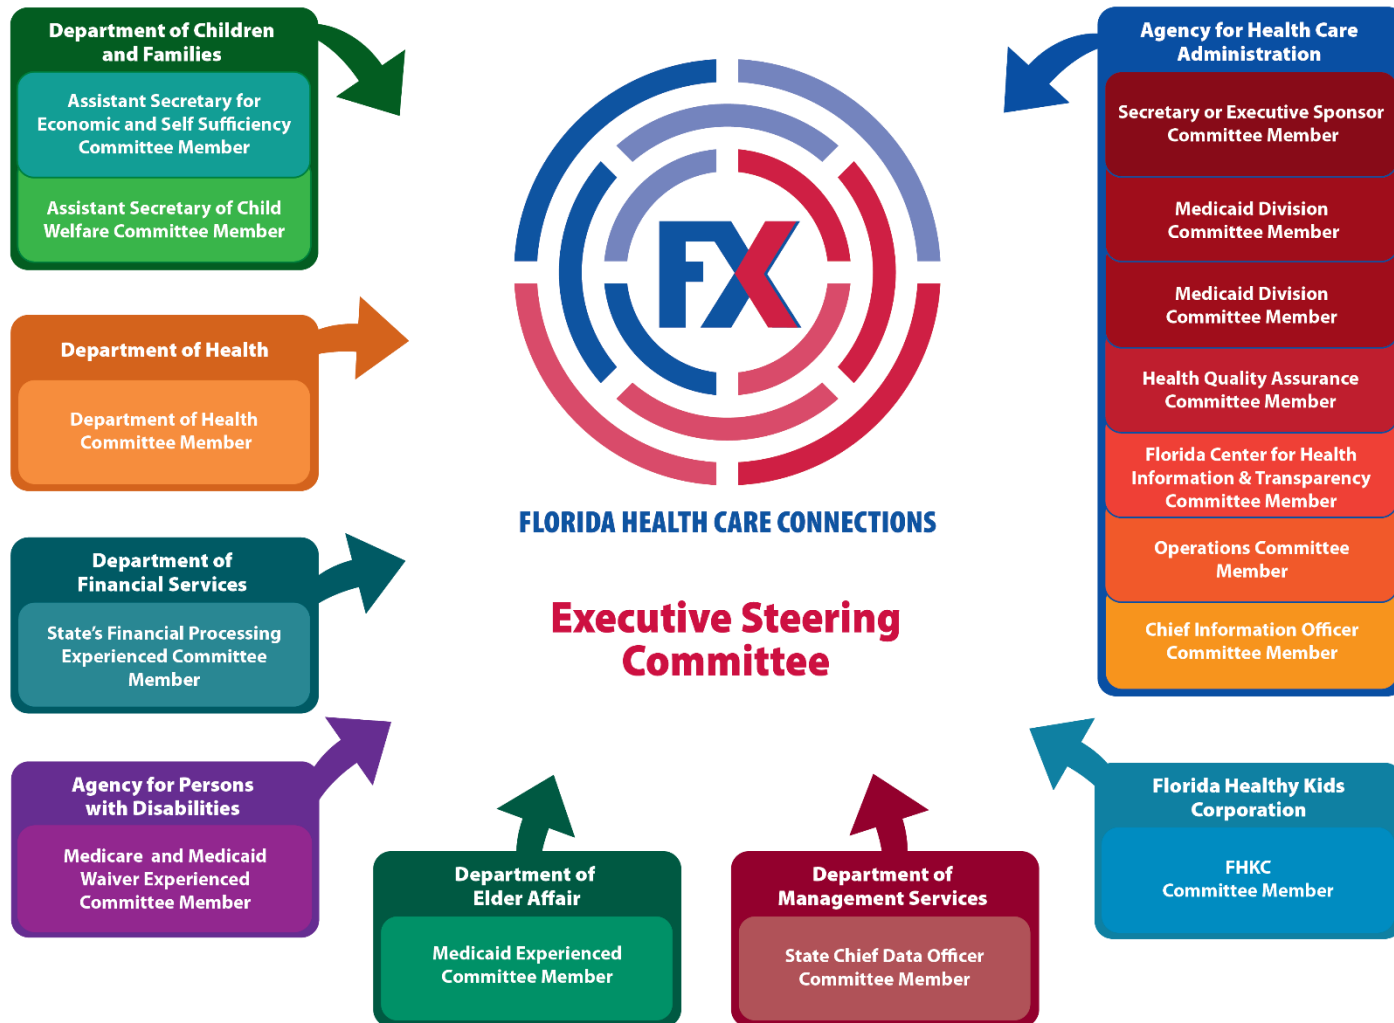 Department of Children
and Families
Assistant Secretary for
Economic and Self Sufficiency
Committee Member
Assistant Secretary of Child
Welfare Committee Member
Department of Health
Department of Health
Committee Member
Department of
Financial Services
State's Financial Processing
Experienced Committee
Member
Agency for Persons
with Disabilities
Medicare and Medicaid
Waiver Experienced
Committee Member
FX
FLORIDA HEALTH CARE CONNECTIONS
Executive Steering
Committee
Department of
Elder Affair
Medicaid Experienced
Committee Member
Department of
Management Services
State Chief Data Officer
Committee Member
Agency for Health Care
Administration
Secretary or Executive Sponsor
Committee Member
Medicaid Division
Committee Member
Medicaid Division
Committee Member
Health Quality Assurance
Committee Member
Florida Center for Health
Information & Transparency
Committee Member
Operations Committee
Member
Chief Information Officer
Committee Member
Florida Healthy Kids
Corporation
FHKC
Committee Member